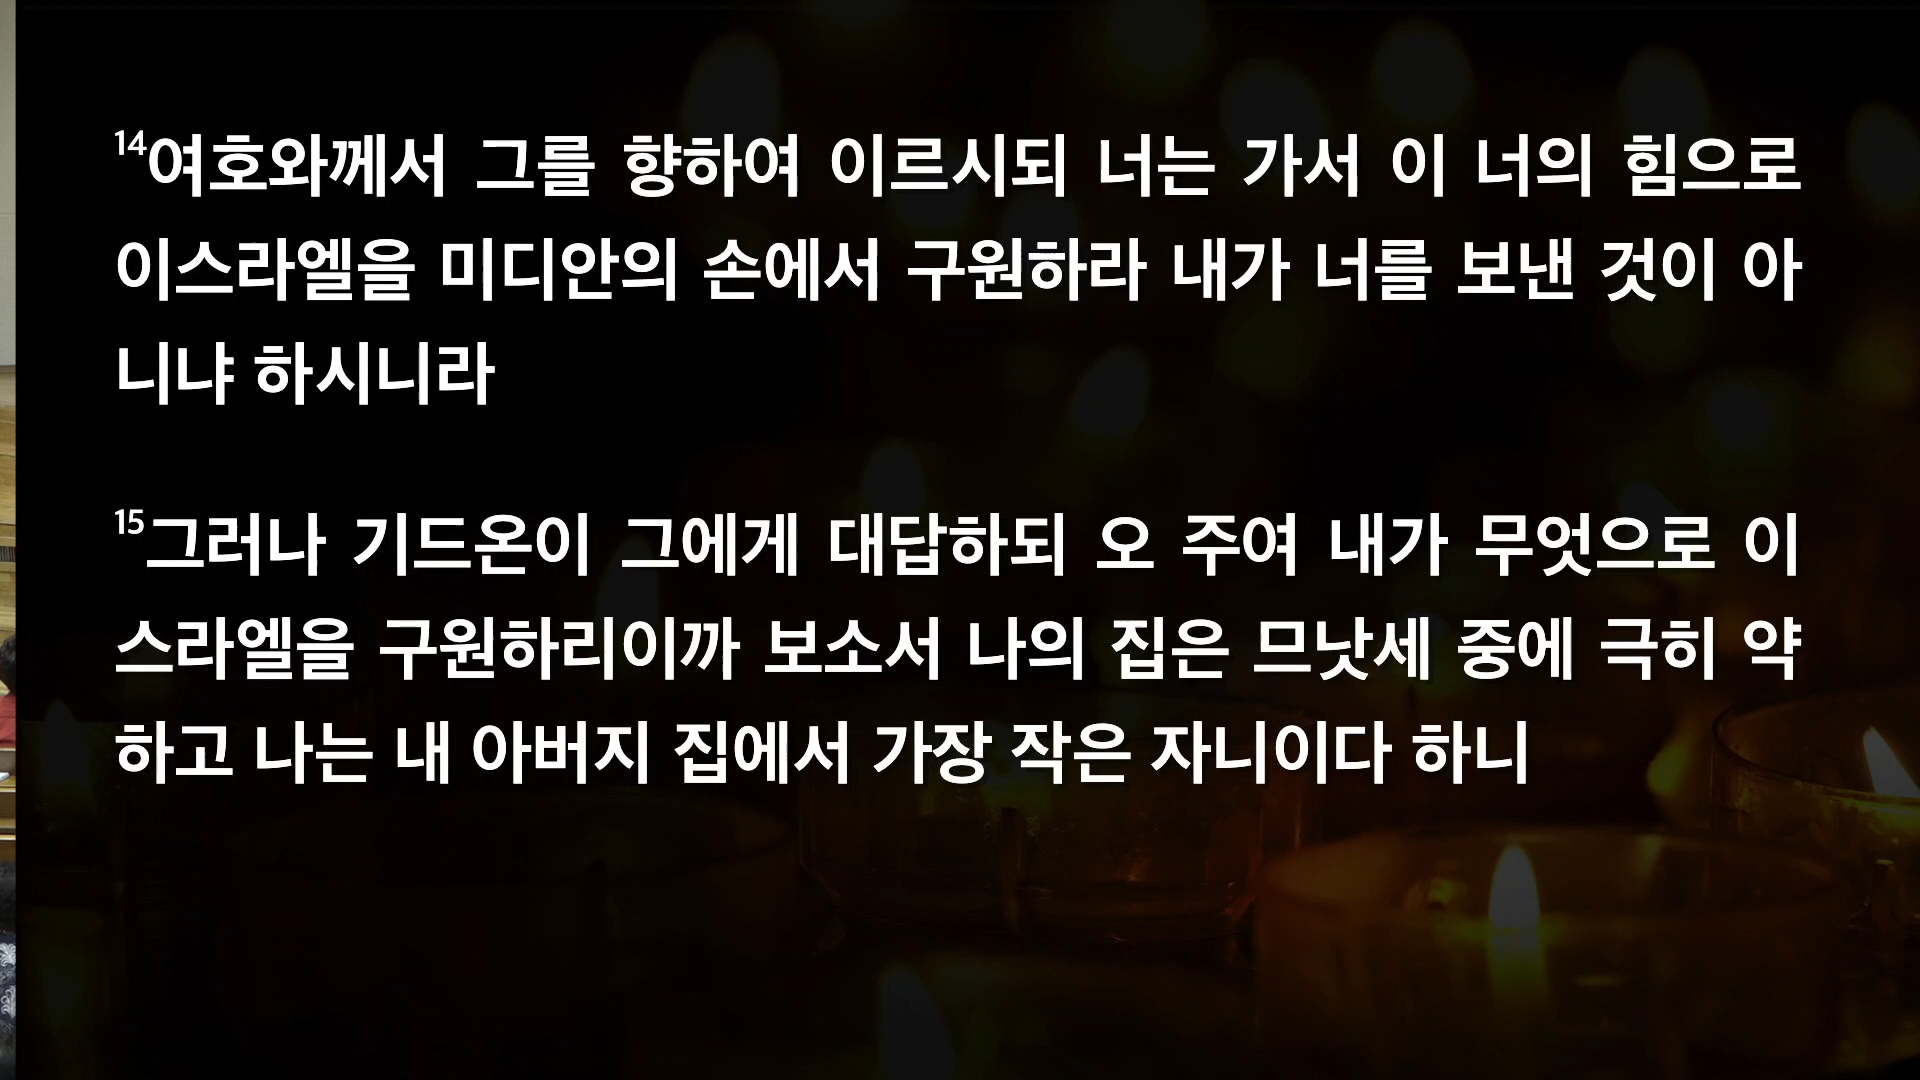 14여호와께서 그를 향하여 이르시되 너는 가서 이 너의 힘으로
이스라엘을 미디안의 손에서 구원하라 내가 너를 보낸 것이 아
니냐 하시니라
15그러나 기드온이 그에게 대답하되 오 주여 내가 무엇으로 이
스라엘을 구원하리이까 보소서 나의 집은 므낫세 중에 극히 약
하고 나는 내 아버지 집에서 가장 작은 자니이다 하니